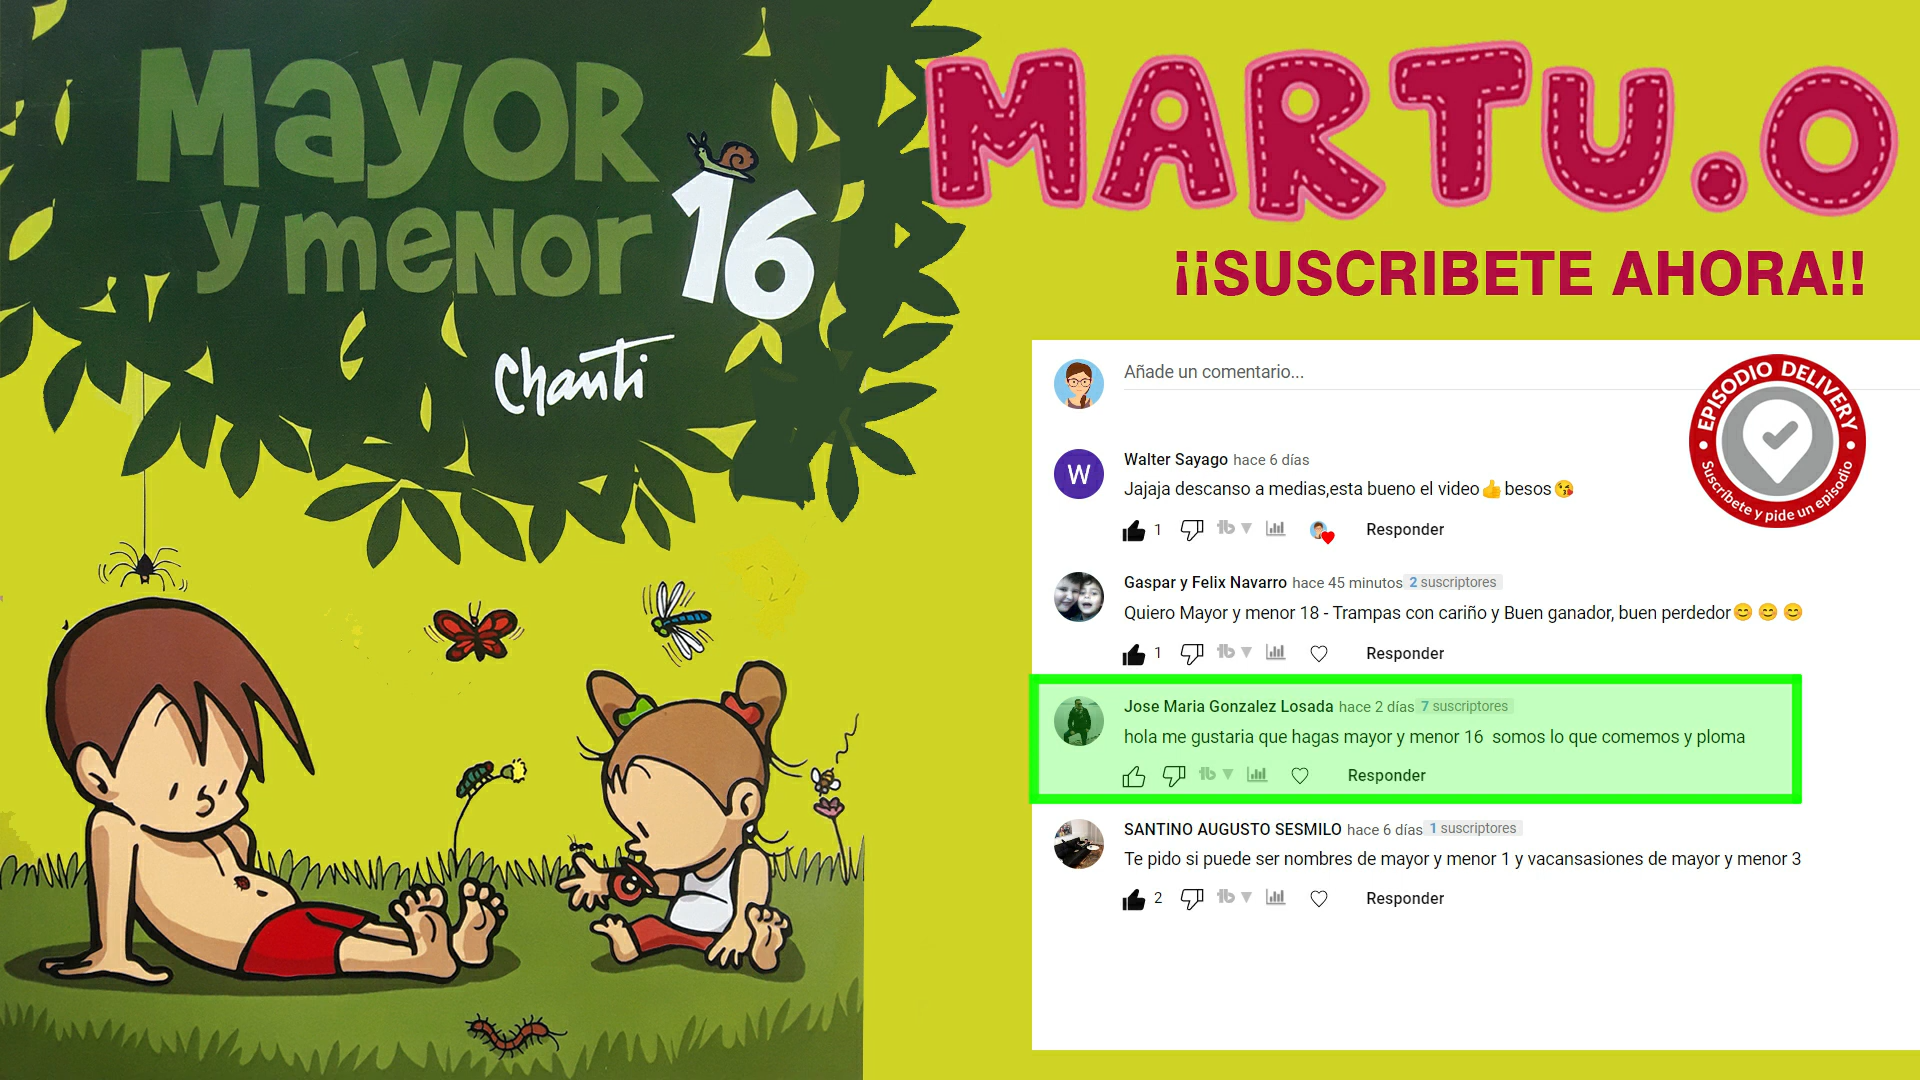 Mayor
y menor 16
Chanti
MARTU.O
¡¡SUSCRIBETE AHORA!!
Añade un comentario...
EPISODIO DELIVERY
Suscríbete y pide un episodio
W
Walter Sayago hace 6 días
Jajaja descanso a medias,esta bueno el video👍besos😘
1 Responder
Gaspar y Felix Navarro hace 45 minutos 2 suscriptores
Quiero Mayor y menor 18 - Trampas con cariño y Buen ganador, buen perdedor😊 😊 😊
1 Responder
Jose Maria Gonzalez Losada hace 2 días 7 suscriptores
hola me gustaria que hagas mayor y menor 16 somos lo que comemos y ploma
Responder
SANTINO AUGUSTO SESMILO hace 6 días 1 suscriptores
Te pido si puede ser nombres de mayor y menor 1 y vacansasiones de mayor y menor 3
2 Responder